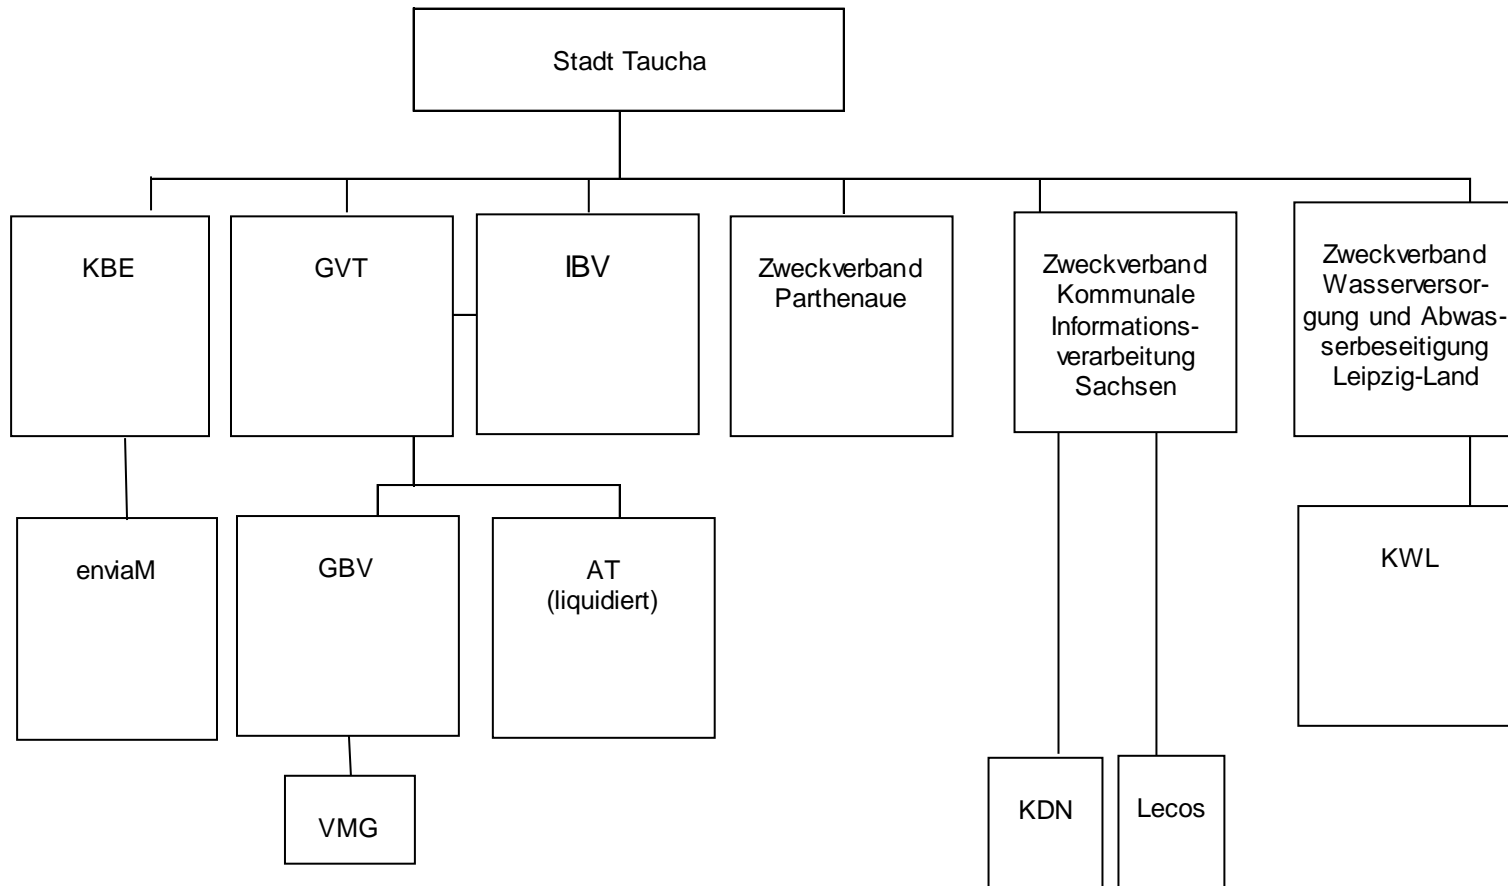 Stadt Taucha
KBE
GVT
IBV
Zweckverband
Parthenaue
Zweckverband
Kommunale
Informations-
verarbeitung
Sachsen
Zweckverband
Wasserversor-
gung und Abwas-
serbeseitigung
Leipzig-Land
enviaM
GBV
AT
(liquidiert)
KWL
VMG
KDN
Lecos